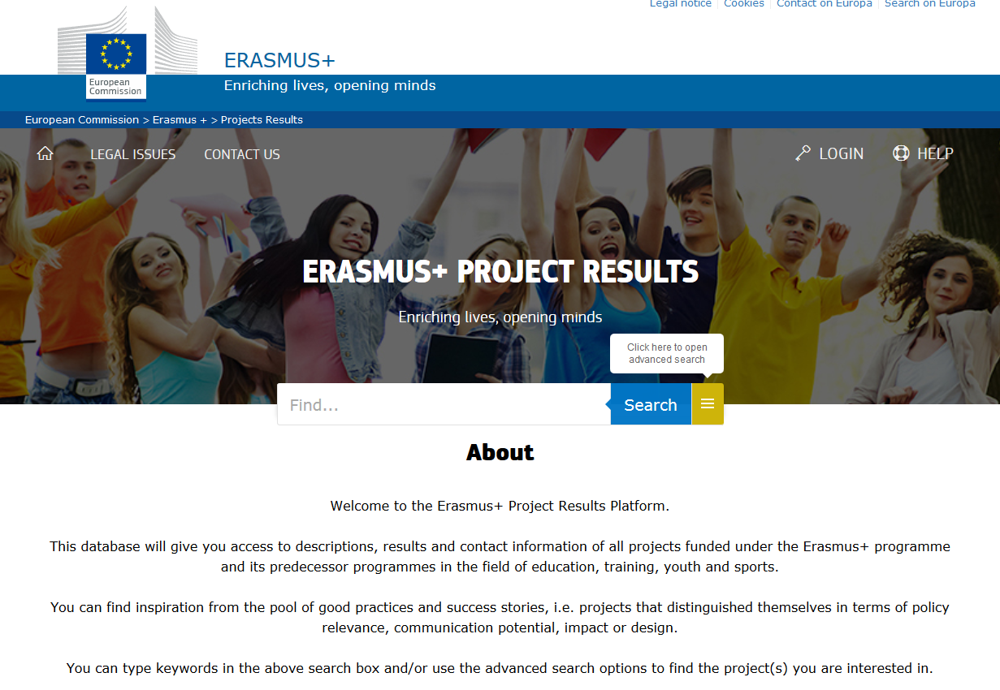 Legal notice Cookies Contact on Europa Search on Europa
European
Commission
ERASMUS+
Enriching lives, opening minds
European Commission > Erasmus + > Projects Results
LEGAL ISSUES CONTACT US LOGIN HELP
ERASMUS+ PROJECT RESULTS
Enriching lives, opening minds
Click here to open
advanced search
Find... Search
About
Welcome to the Erasmus+ Project Results Platform.
This database will give you access to descriptions, results and contact information of all projects funded under the Erasmus+ programme
and its predecessor programmes in the field of education, training, youth and sports.
You can find inspiration from the pool of good practices and success stories, i.e. projects that distinguished themselves in terms of policy
relevance, communication potential, impact or design.
You can type keywords in the above search box and/or use the advanced search options to find the project(s) you are interested in.